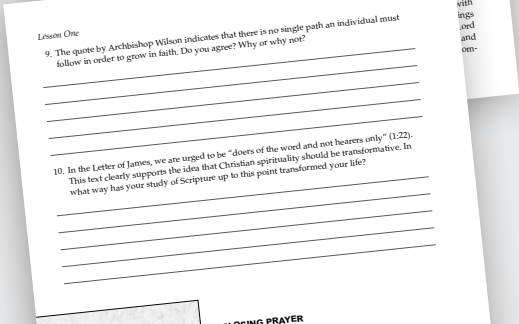 Lesson One
9. The quote by Archbishop Wilson indicates that there is no single path an individual must
follow in order to grow in faith. Do you agree? Why or why not?
10. In the Letter of James, we are urged to be “doers of the word and not hearers only” (1:22).
This text clearly supports the idea that Christian spirituality should be transformative. In
what way has your study of Scripture up to this point transformed your life?
PRAYER
with
and